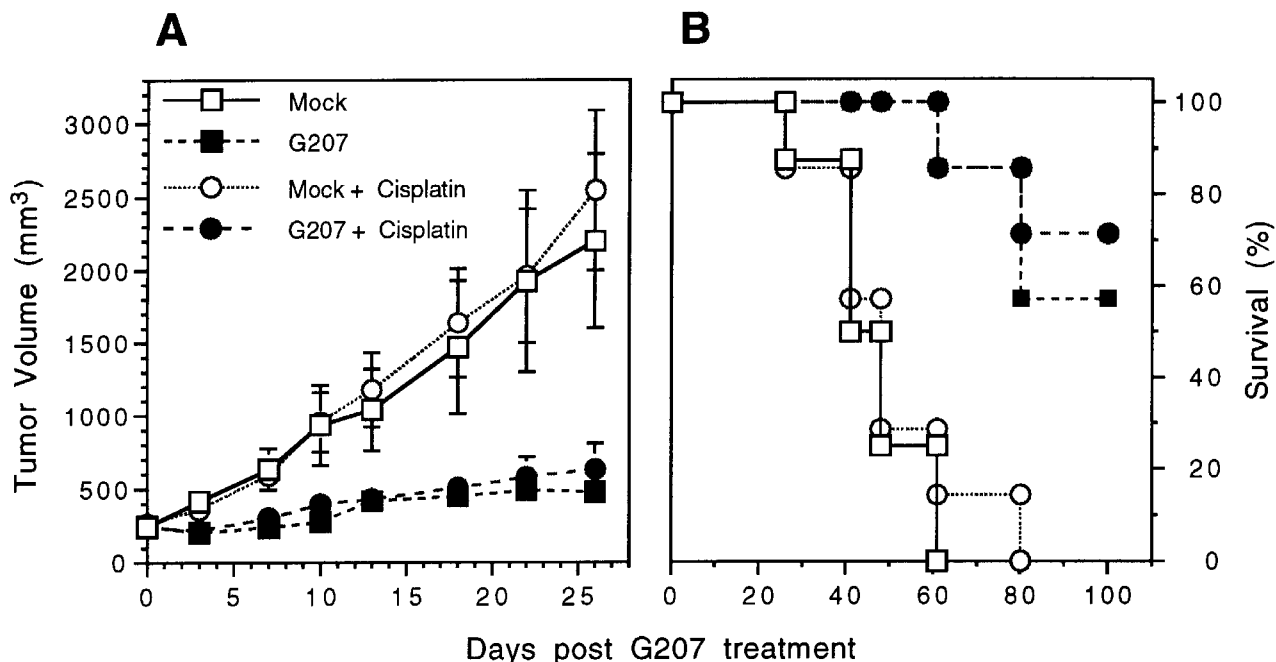 A
B
Mock
G207
Mock + Cisplatin
G207 + Cisplatin
Tumor Volume (mm3)
3000
2500
2000
1500
1000
500
0
0 5 10 15 20 25
100
80
60
40
20
0
Survival (%)
0 20 40 60 80 100
Days post G207 treatment